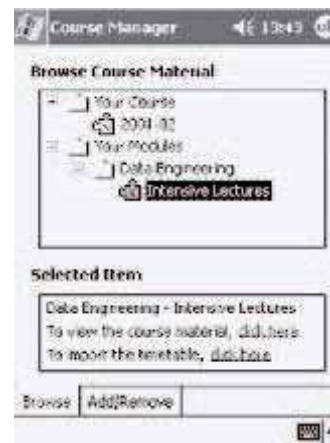 Course Manager 13:43
Browse Course Material
Your Course
2001-02
Your Modules
Data Engineering
Intensive Lectures
Selected Item
Data Engineering - Intensive Lectures
To view the course material, click here
To import the timetable, click here
Browse Add/Remove